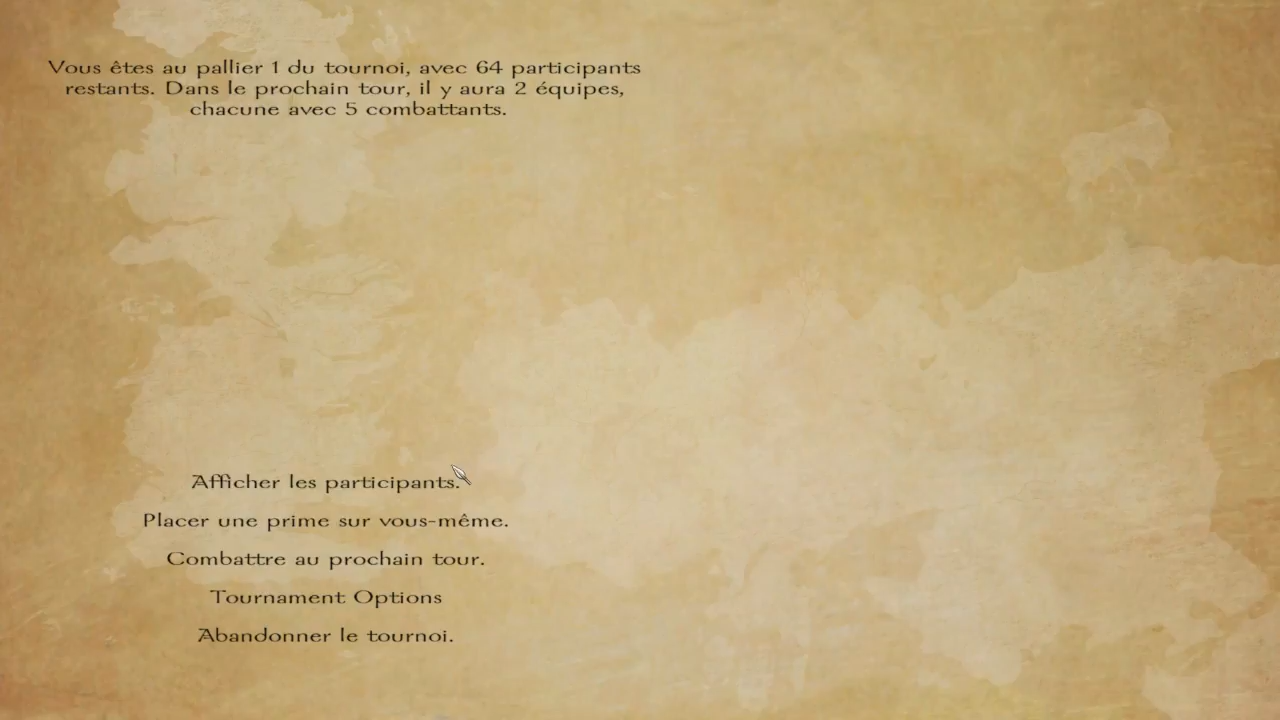 Vous êtes au pallier 1 du tournoi, avec 64 participants
restants. Dans le prochain tour, il y aura 2 équipes,
chacune avec 5 combattants.
Afficher les participants.
Placer une prime sur vous-même.
Combattre au prochain tour.
Tournament Options
Abandonner le tournoi.